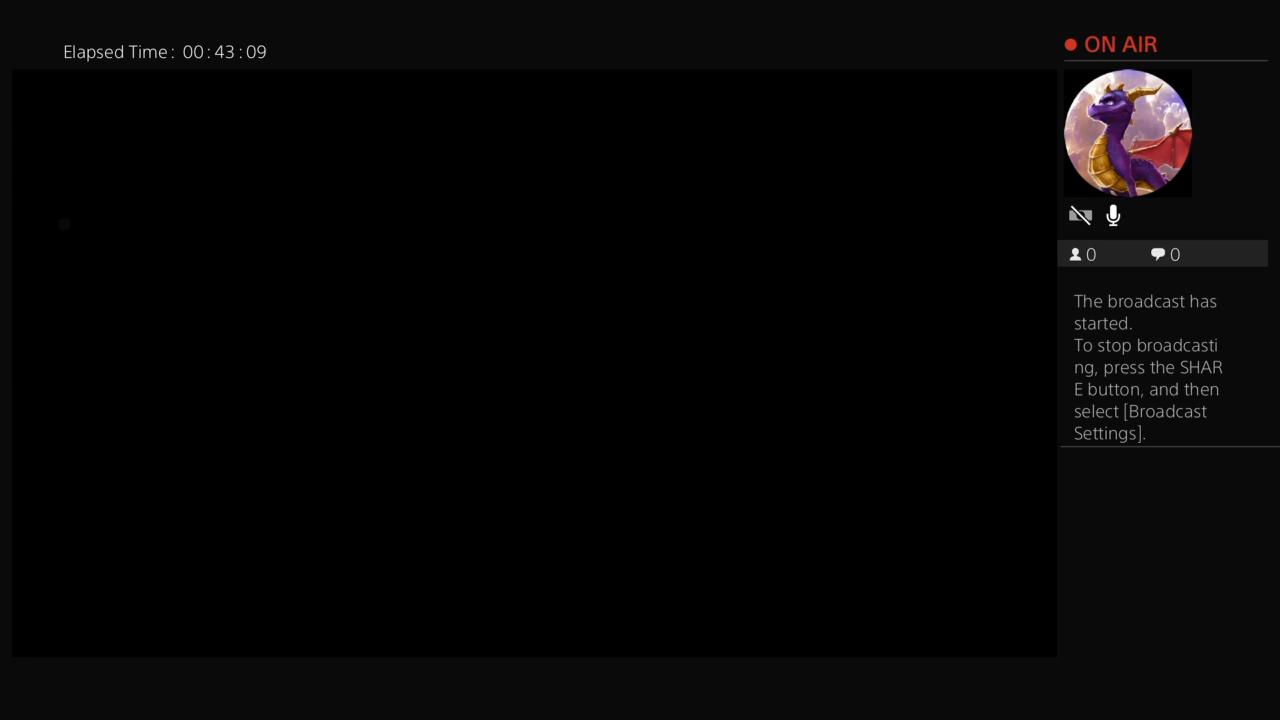 Elapsed Time: 00:43:09
ON AIR
0 0
The broadcast has
started.
To stop broadcasti
ng, press the SHAR
E button, and then
select [Broadcast
Settings].